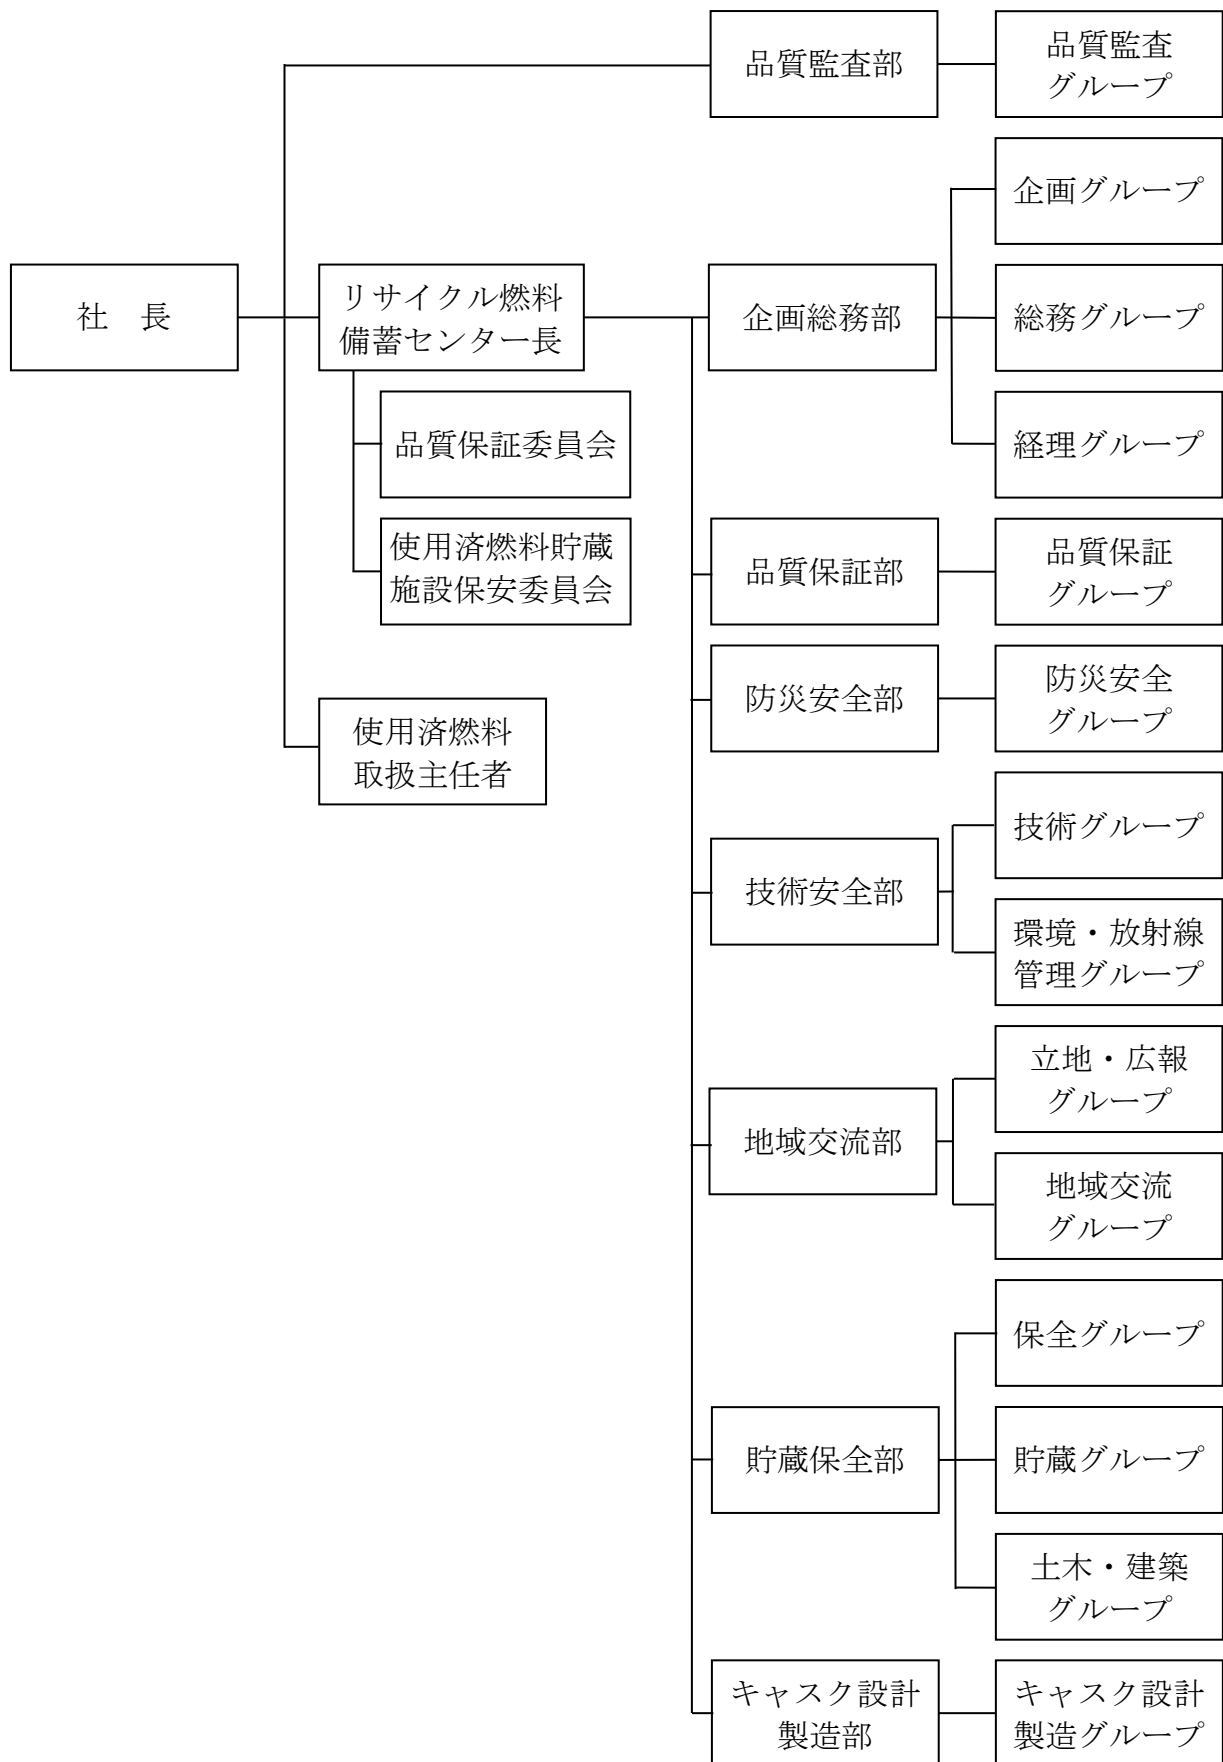 品質監査部
品質監査
グループ
企画グループ
社　長
リサイクル燃料
備蓄センター長
企画総務部
総務グループ
経理グループ
品質保証委員会
使用済燃料貯蔵
施設保安委員会
品質保証部
品質保証
グループ
防災安全部
防災安全
グループ
使用済燃料
取扱主任者
技術グループ
技術安全部
環境・放射線
管理グループ
立地・広報
グループ
地域交流部
地域交流
グループ
保全グループ
貯蔵保全部
貯蔵グループ
土木・建築
グループ
キャスク設計
製造部
キャスク設計
製造グループ